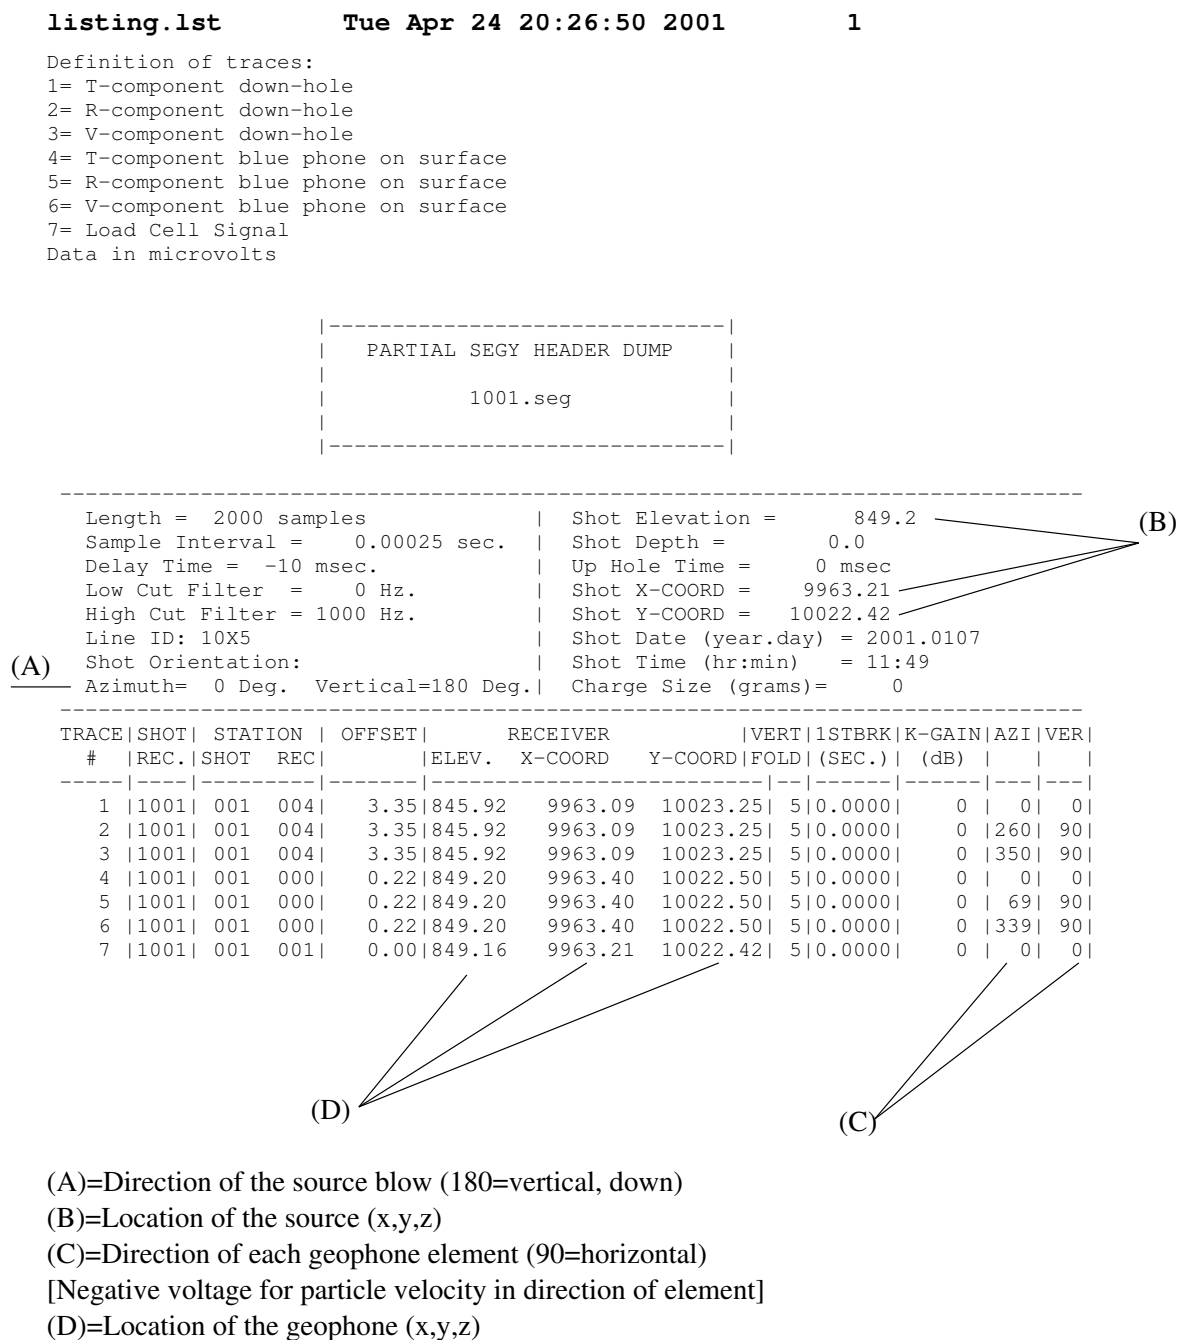 listing.lst Tue Apr 24 20:26:50 2001 1
Definition of traces:
1= T-component down-hole
2= R-component down-hole
3= V-component down-hole
4= T-component blue phone on surface
5= R-component blue phone on surface
6= V-component blue phone on surface
7= Load Cell Signal
Data in microvolts
|-------------------------------|
| PARTIAL SEGY HEADER DUMP |
| |
| 1001.seg |
| |
|-------------------------------|
--------------------------------------------------------------------------------
Length = 2000 samples | Shot Elevation = 849.2 (B)
Sample Interval = 0.00025 sec. | Shot Depth = 0.0
Delay Time = -10 msec. | Up Hole Time = 0 msec
Low Cut Filter = 0 Hz. | Shot X-COORD = 9963.21
High Cut Filter = 1000 Hz. | Shot Y-COORD = 10022.42
Line ID: 10X5 | Shot Date (year.day) = 2001.0107
(A) Shot Orientation: | Shot Time (hr:min) = 11:49
Azimuth= 0 Deg. Vertical=180 Deg.| Charge Size (grams)= 0
--------------------------------------------------------------------------------
TRACE|SHOT| STATION | OFFSET| RECEIVER |VERT|1STBRK|K-GAIN|AZI|VER|
# |REC.|SHOT REC| |ELEV. X-COORD Y-COORD|FOLD|(SEC.)| (dB) | | |
-----|----|---------|-------|--------------------------|--|------|------|---|---|
1 |1001| 001 004| 3.35|845.92 9963.09 10023.25| 5|0.0000| 0 | 0| 0|
2 |1001| 001 004| 3.35|845.92 9963.09 10023.25| 5|0.0000| 0 |260| 90|
3 |1001| 001 004| 3.35|845.92 9963.09 10023.25| 5|0.0000| 0 |350| 90|
4 |1001| 001 000| 0.22|849.20 9963.40 10022.50| 5|0.0000| 0 | 0| 0|
5 |1001| 001 000| 0.22|849.20 9963.40 10022.50| 5|0.0000| 0 | 69| 90|
6 |1001| 001 000| 0.22|849.20 9963.40 10022.50| 5|0.0000| 0 |339| 90|
7 |1001| 001 001| 0.00|849.16 9963.21 10022.42| 5|0.0000| 0 | 0| 0|
(D) (C)
(A)=Direction of the source blow (180=vertical, down)
(B)=Location of the source (x,y,z)
(C)=Direction of each geophone element (90=horizontal)
[Negative voltage for particle velocity in direction of element]
(D)=Location of the geophone (x,y,z)